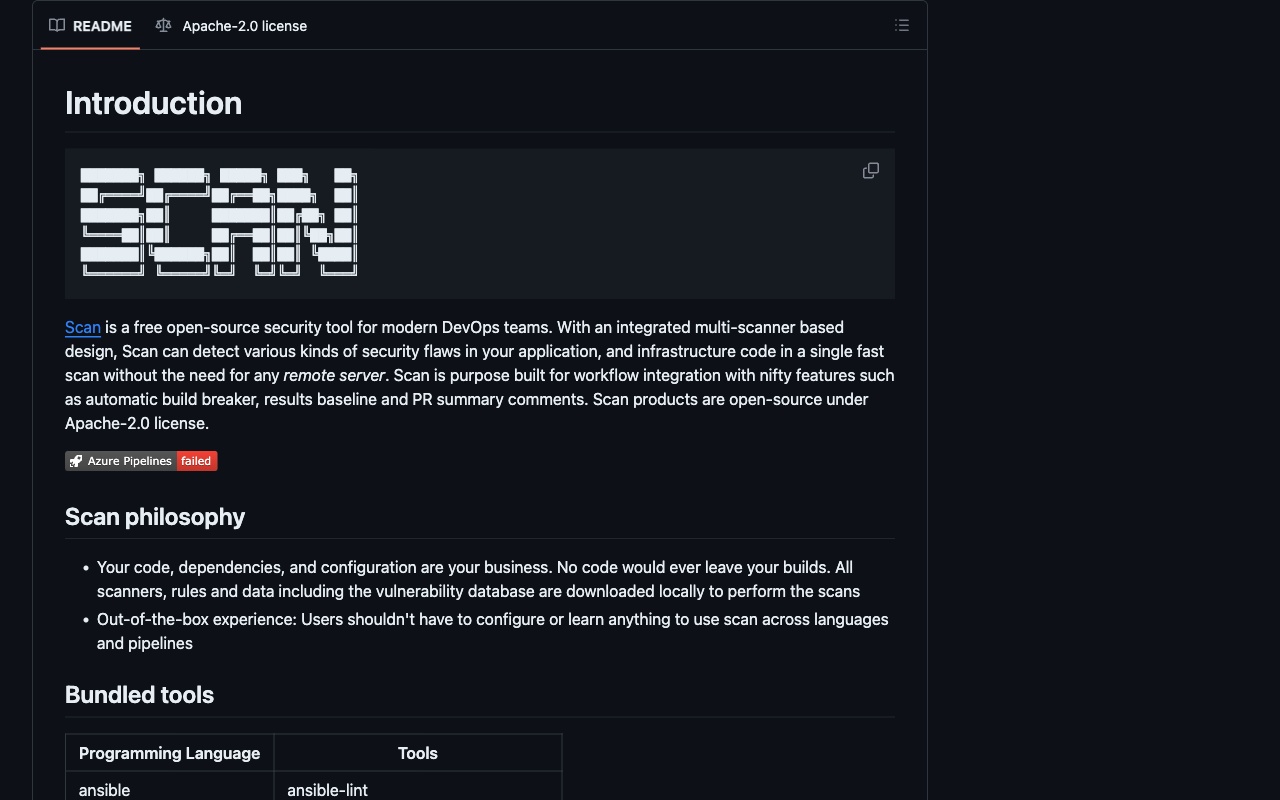 README
Apache-2.0 license
Introduction
SCAN
Scan is a free open-source security tool for modern DevOps teams. With an integrated multi-scanner based
design, Scan can detect various kinds of security flaws in your application, and infrastructure code in a single fast
scan without the need for any remote server. Scan is purpose built for workflow integration with nifty features such
as automatic build breaker, results baseline and PR summary comments. Scan products are open-source under
Apache-2.0 license.
Azure Pipelines failed
Scan philosophy
• Your code, dependencies, and configuration are your business. No code would ever leave your builds. All
scanners, rules and data including the vulnerability database are downloaded locally to perform the scans
• Out-of-the-box experience: Users shouldn't have to configure or learn anything to use scan across languages
and pipelines
Bundled tools
Programming Language Tools
ansible ansible-lint